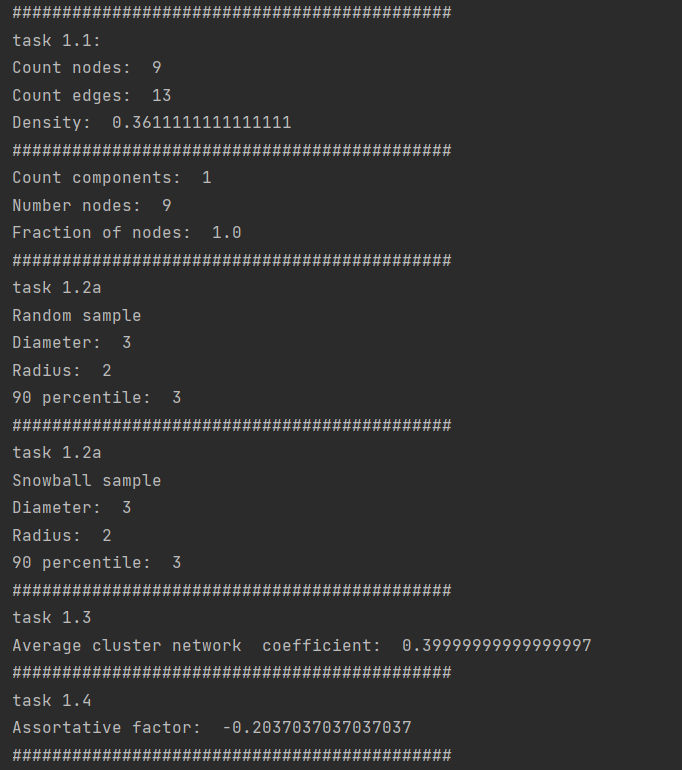 ############################################
task 1.1:
Count nodes:  9
Count edges:  13
Density:  0.3611111111111111
############################################
Count components:  1
Number nodes:  9
Fraction of nodes:  1.0
############################################
task 1.2a
Random sample
Diameter:  3
Radius:  2
90 percentile:  3
############################################
task 1.2a
Snowball sample
Diameter:  3
Radius:  2
90 percentile:  3
############################################
task 1.3
Average cluster network  coefficient:  0.39999999999999997
############################################
task 1.4
Assortative factor:  -0.2037037037037037
############################################